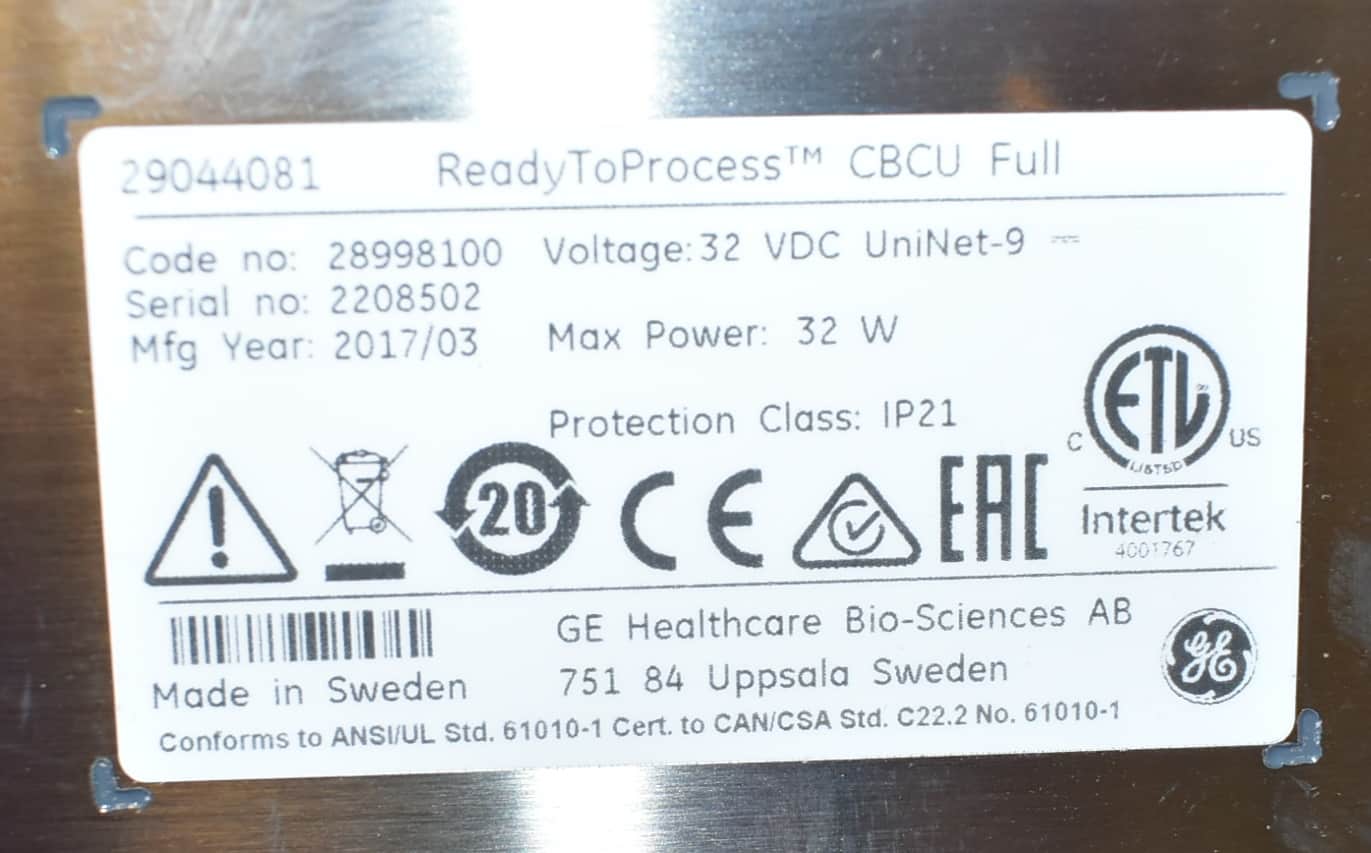 29044081 ReadyToProcess™ CBCU Full
Code no: 28998100 Voltage: 32 VDC UniNet-9 ⎓
Serial no: 2208502
Mfg Year: 2017/03 Max Power: 32 W
Protection Class: IP21
20 CE EAC C ETL US
LISTED
Intertek
4001767
GE Healthcare Bio-Sciences AB
Made in Sweden 751 84 Uppsala Sweden
GE
Conforms to ANSI/UL Std. 61010-1 Cert. to CAN/CSA Std. C22.2 No. 61010-1